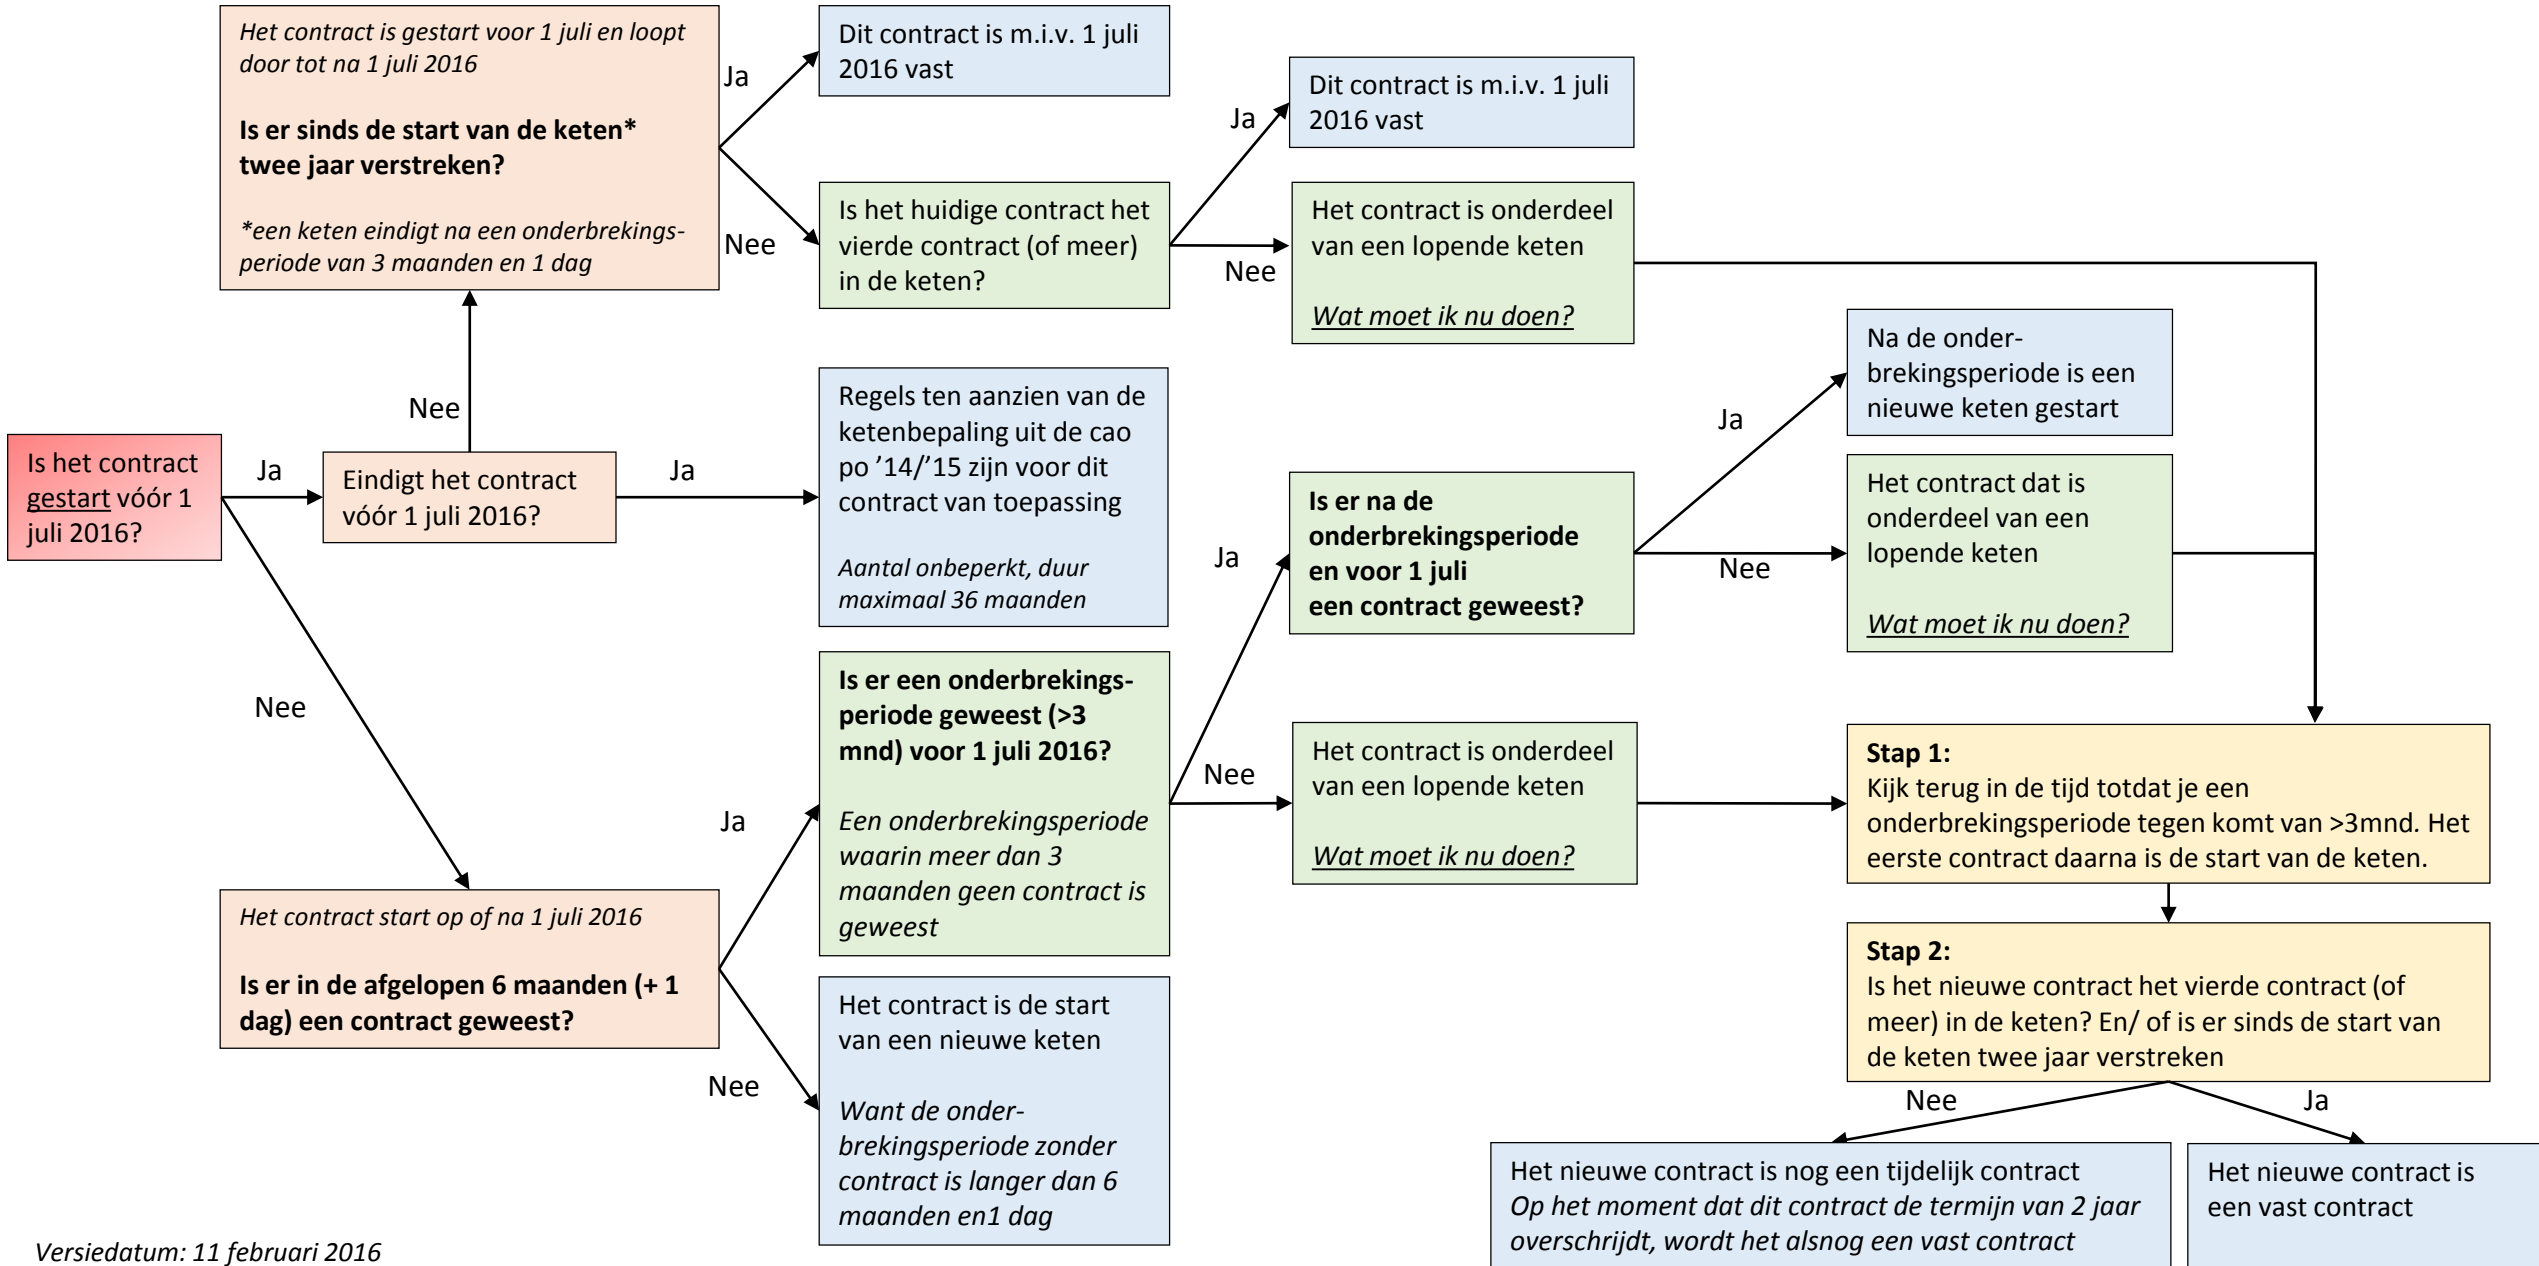 Het contract is gestart voor 1 juli en loopt
door tot na 1 juli 2016
Is er sinds de start van de keten*
twee jaar verstreken?
*een keten eindigt na een onderbrekings-
periode van 3 maanden en 1 dag
Ja
Nee
Dit contract is m.i.v. 1 juli
2016 vast
Is het huidige contract het
vierde contract (of meer)
in de keten?
Ja
Nee
Dit contract is m.i.v. 1 juli
2016 vast
Het contract is onderdeel
van een lopende keten
Wat moet ik nu doen?
Nee
Is het contract
gestart vóór 1
juli 2016?
Ja
Eindigt het contract
vóór 1 juli 2016?
Ja
Regels ten aanzien van de
ketenbepaling uit de cao
po ’14/’15 zijn voor dit
contract van toepassing
Aantal onbeperkt, duur
maximaal 36 maanden
Ja
Is er na de
onderbrekingsperiode
en voor 1 juli
een contract geweest?
Ja
Nee
Na de onder-
brekingsperiode is een
nieuwe keten gestart
Het contract dat is
onderdeel van een
lopende keten
Wat moet ik nu doen?
Nee
Is er een onderbrekings-
periode geweest (>3
mnd) voor 1 juli 2016?
Een onderbrekingsperiode
waarin meer dan 3
maanden geen contract is
geweest
Nee
Het contract is onderdeel
van een lopende keten
Wat moet ik nu doen?
Stap 1:
Kijk terug in de tijd totdat je een
onderbrekingsperiode tegen komt van >3mnd. Het
eerste contract daarna is de start van de keten.
Het contract start op of na 1 juli 2016
Is er in de afgelopen 6 maanden (+ 1
dag) een contract geweest?
Ja
Nee
Het contract is de start
van een nieuwe keten
Want de onder-
brekingsperiode zonder
contract is langer dan 6
maanden en1 dag
Stap 2:
Is het nieuwe contract het vierde contract (of
meer) in de keten? En/ of is er sinds de start van
de keten twee jaar verstreken
Nee
Ja
Het nieuwe contract is nog een tijdelijk contract
Op het moment dat dit contract de termijn van 2 jaar
overschrijdt, wordt het alsnog een vast contract
Het nieuwe contract is
een vast contract
Versiedatum: 11 februari 2016